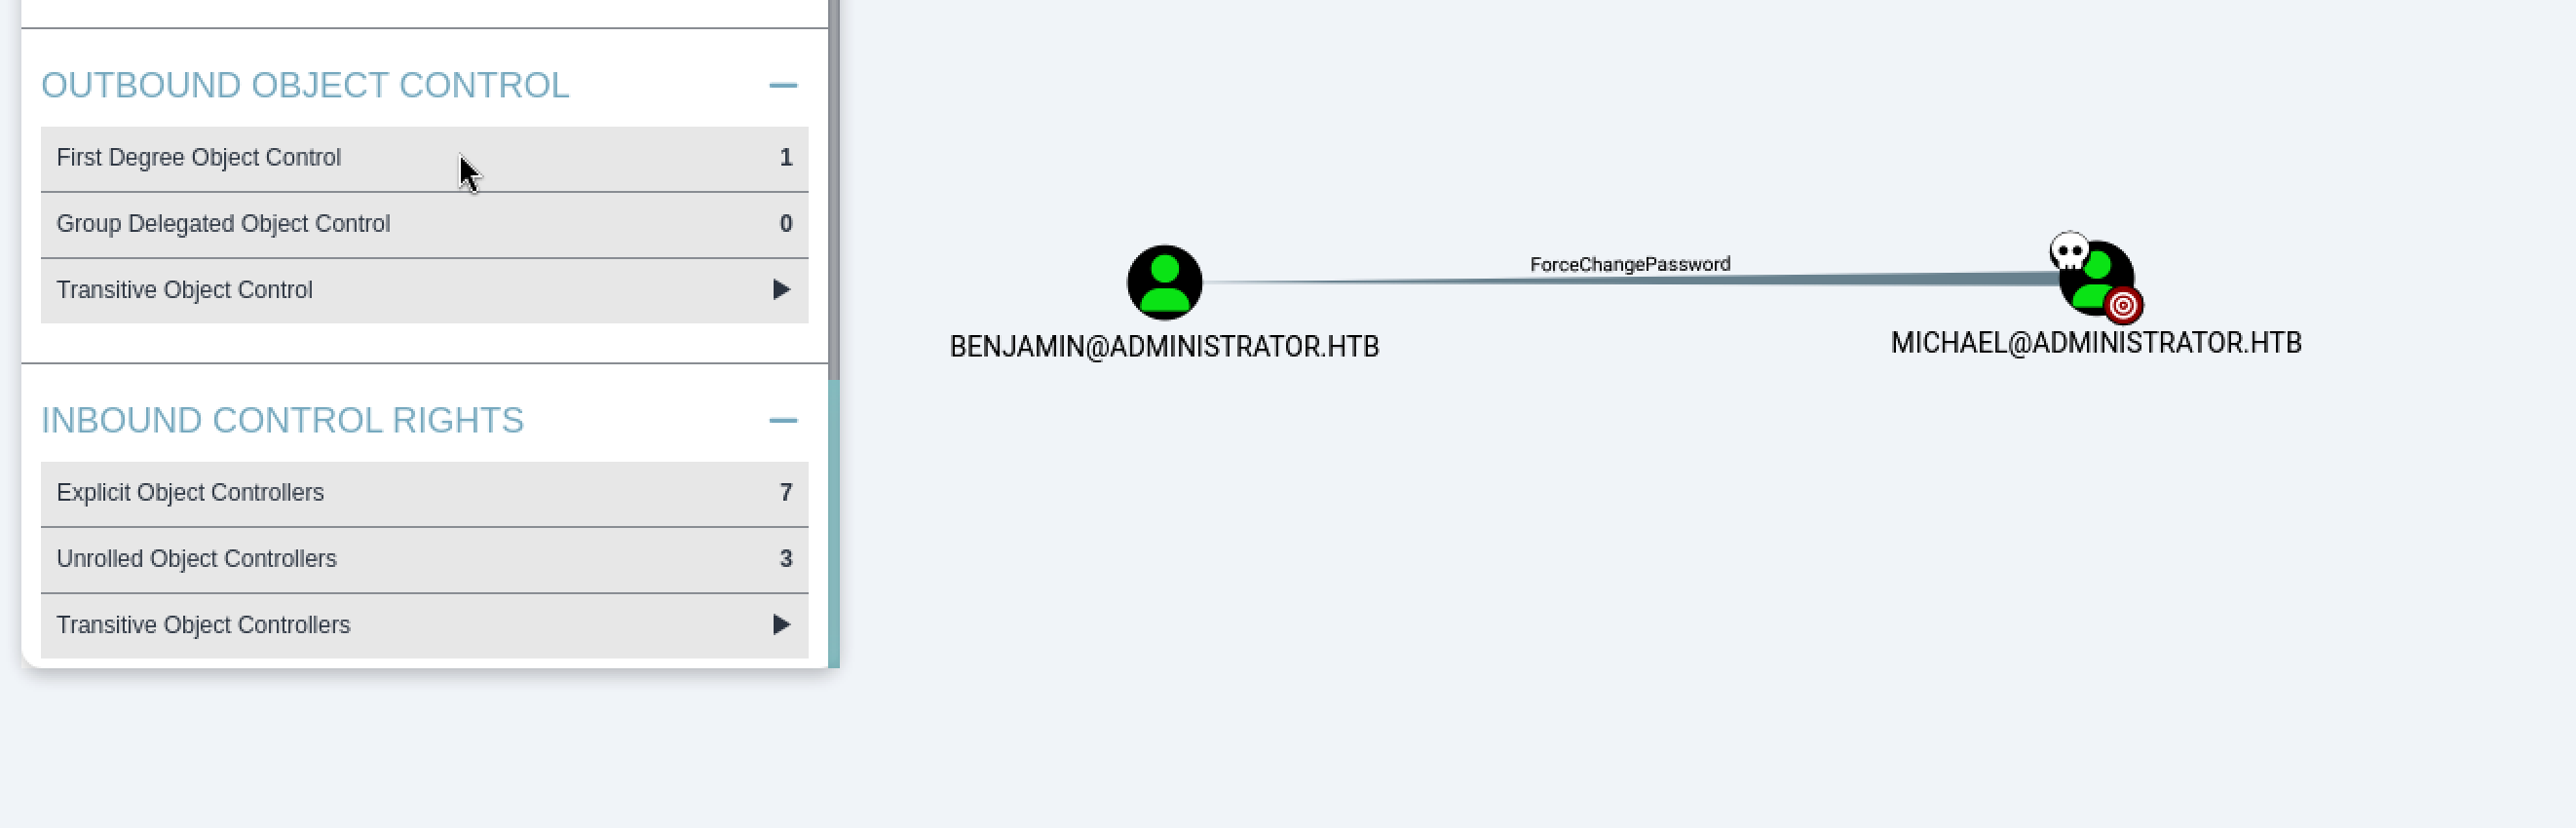 OUTBOUND OBJECT CONTROL
First Degree Object Control 1
Group Delegated Object Control 0
Transitive Object Control
INBOUND CONTROL RIGHTS
Explicit Object Controllers 7
Unrolled Object Controllers 3
Transitive Object Controllers
ForceChangePassword
BENJAMIN@ADMINISTRATOR.HTB
MICHAEL@ADMINISTRATOR.HTB